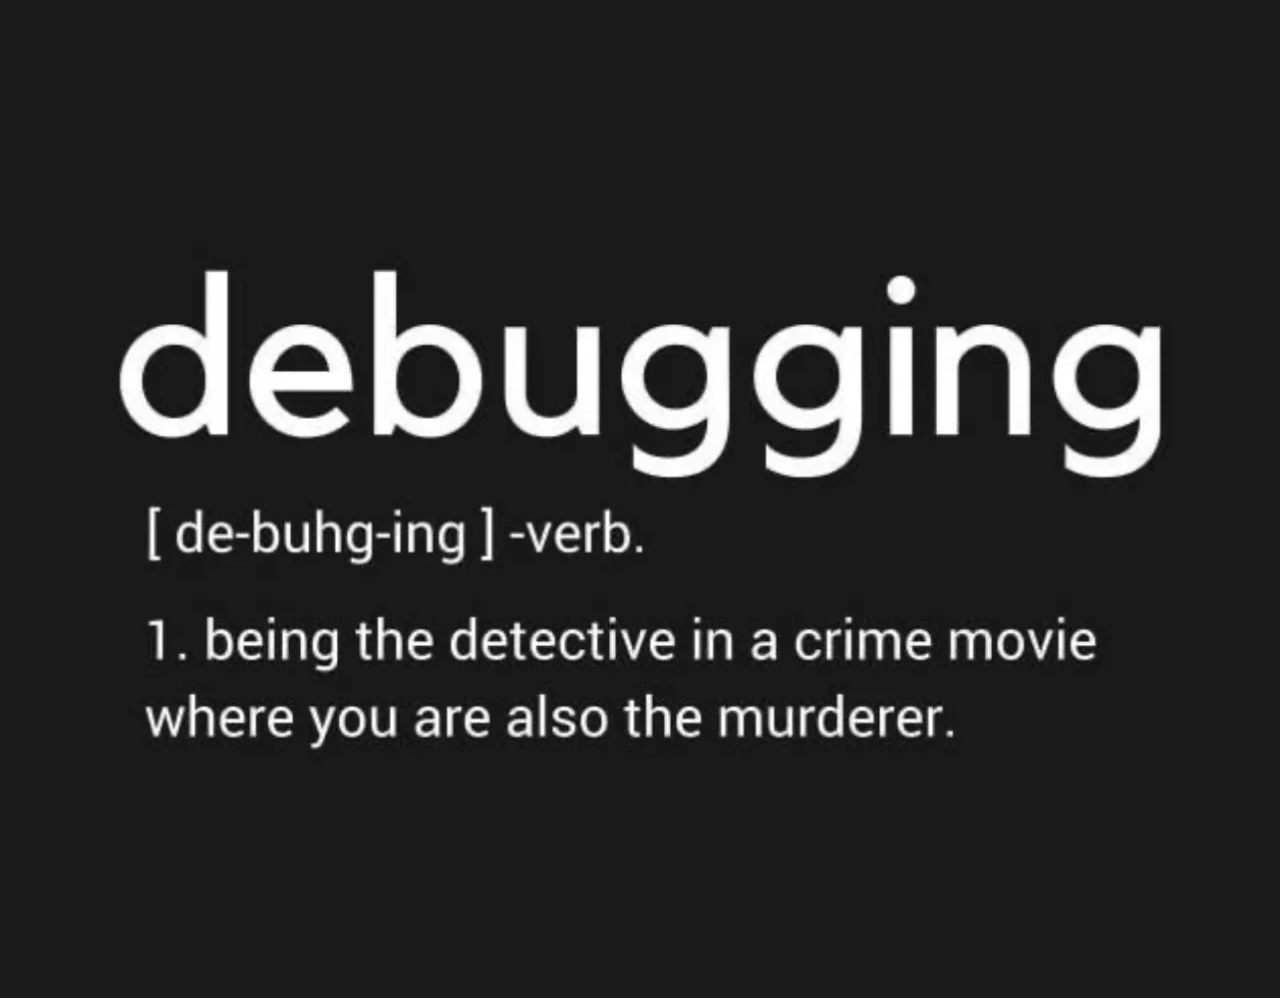 debugging
[ de-buhg-ing ] -verb.
1. being the detective in a crime movie
where you are also the murderer.